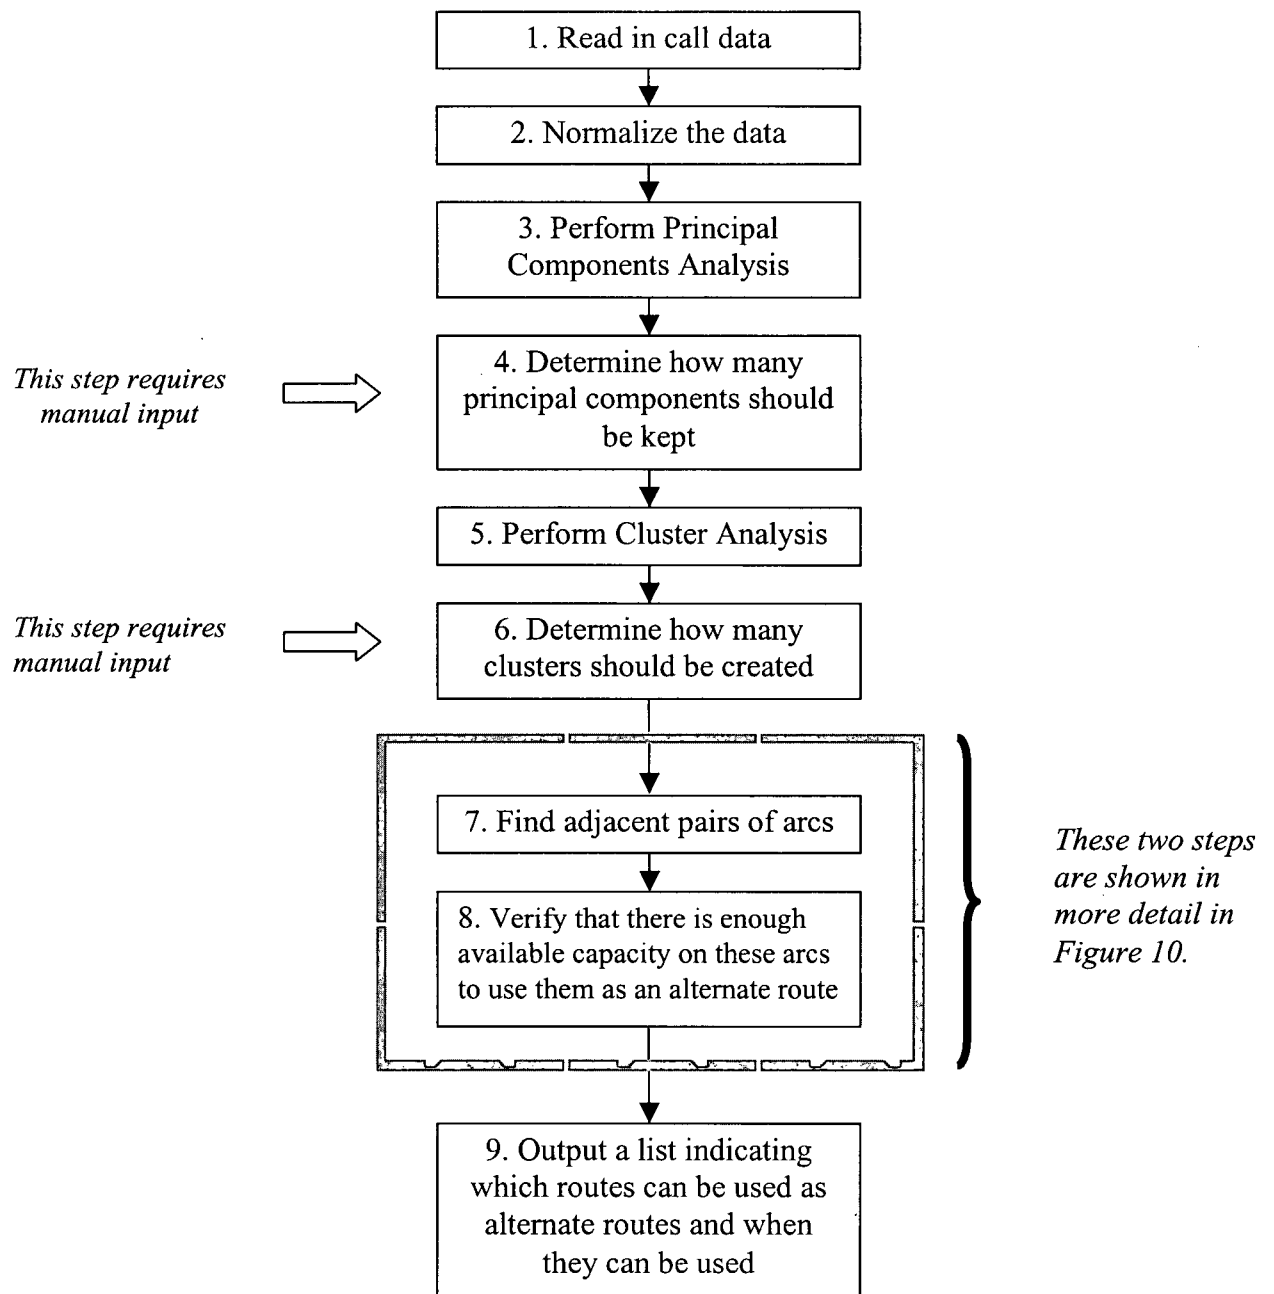 1. Read in call data
2. Normalize the data
3. Perform Principal
Components Analysis
This step requires
manual input
4. Determine how many
principal components should
be kept
5. Perform Cluster Analysis
This step requires
manual input
6. Determine how many
clusters should be created
7. Find adjacent pairs of arcs
8. Verify that there is enough
available capacity on these arcs
to use them as an alternate route
These two steps
are shown in
more detail in
Figure 10.
9. Output a list indicating
which routes can be used as
alternate routes and when
they can be used